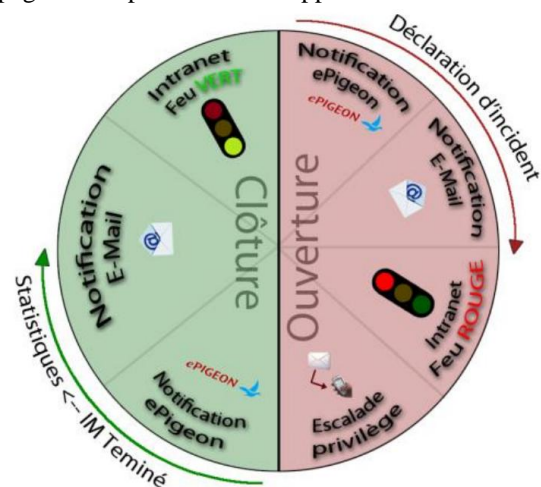 Déclaration d'incident
Ouverture
Notification
ePigeon
ePIGEON
Notification
E-Mail
@
Intranet
Feu ROUGE
Escalade
privilège
Clôture
Notification
ePigeon
ePIGEON
Notification
E-Mail
@
Intranet
Feu VERT
Statistiques <-- IM Teminé